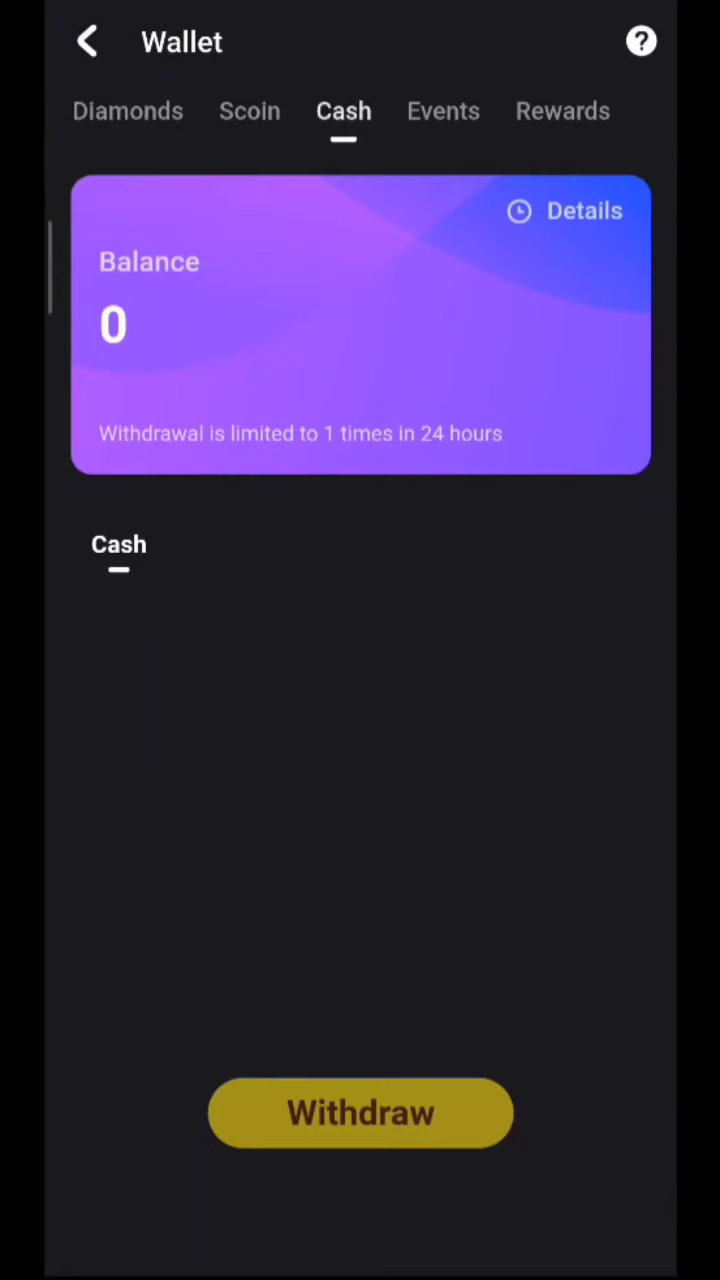 Wallet
?
Diamonds Scoin Cash Events Rewards
Details
Balance
0
Withdrawal is limited to 1 times in 24 hours
Cash
Withdraw